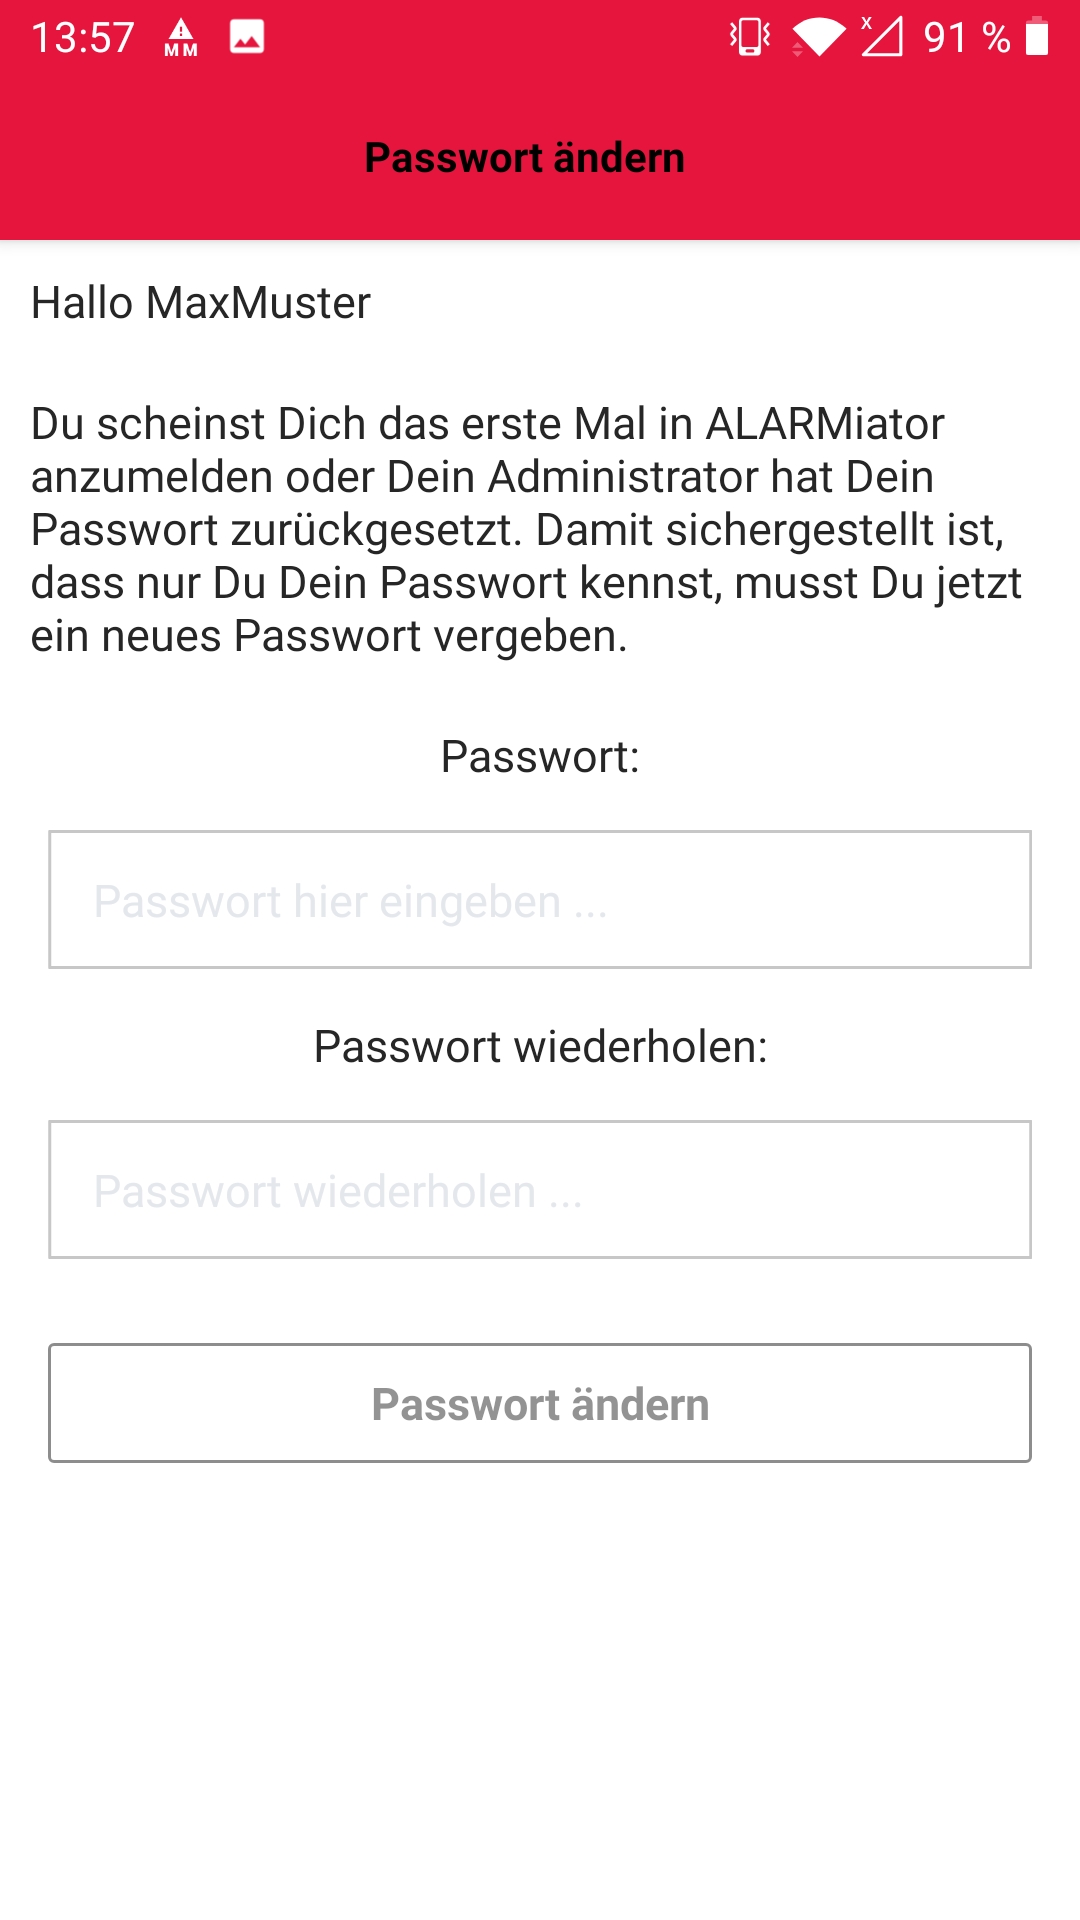 13:57 MM x 91 %
Passwort ändern
Hallo MaxMuster
Du scheinst Dich das erste Mal in ALARMiator
anzumelden oder Dein Administrator hat Dein
Passwort zurückgesetzt. Damit sichergestellt ist,
dass nur Du Dein Passwort kennst, musst Du jetzt
ein neues Passwort vergeben.
Passwort:
Passwort hier eingeben ...
Passwort wiederholen:
Passwort wiederholen ...
Passwort ändern